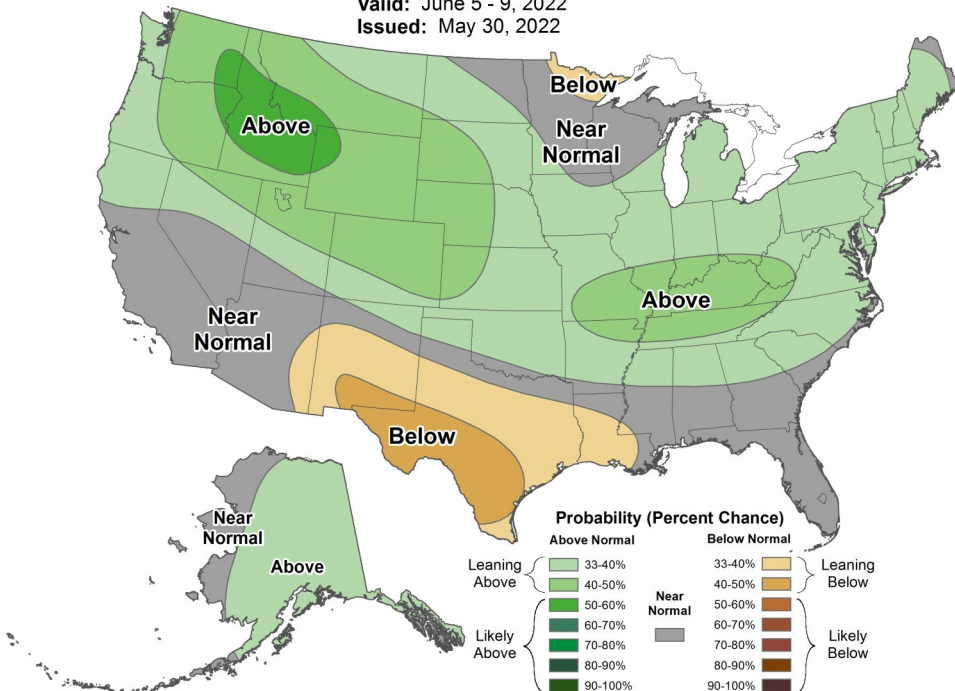 Valid: June 5 - 9, 2022
Issued: May 30, 2022
Below
Above
Near
Normal
Above
Near
Normal
Below
Near
Normal
Above
Probability (Percent Chance)
Above Normal
Below Normal
Leaning
Above
33-40%
40-50%
Likely
Above
50-60%
60-70%
70-80%
80-90%
90-100%
Near
Normal
33-40%
40-50%
Leaning
Below
50-60%
60-70%
70-80%
80-90%
90-100%
Likely
Below